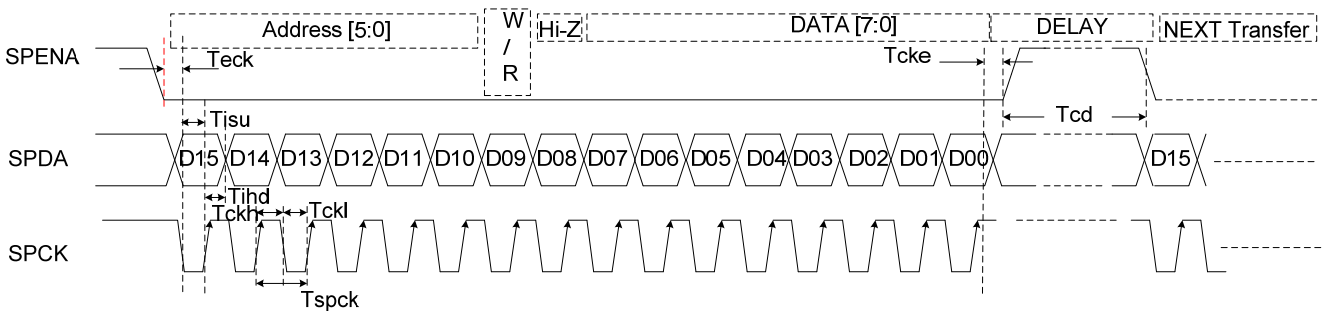 Address [5:0]
W
/
R
Hi-Z
DATA [7:0]
DELAY
NEXT Transfer
SPENA
Teck
Tcke
Tisu
Tcd
SPDA
D15
D14
D13
D12
D11
D10
D09
D08
D07
D06
D05
D04
D03
D02
D01
D00
D15
Tihd
Tckh
Tckl
SPCK
Tspck